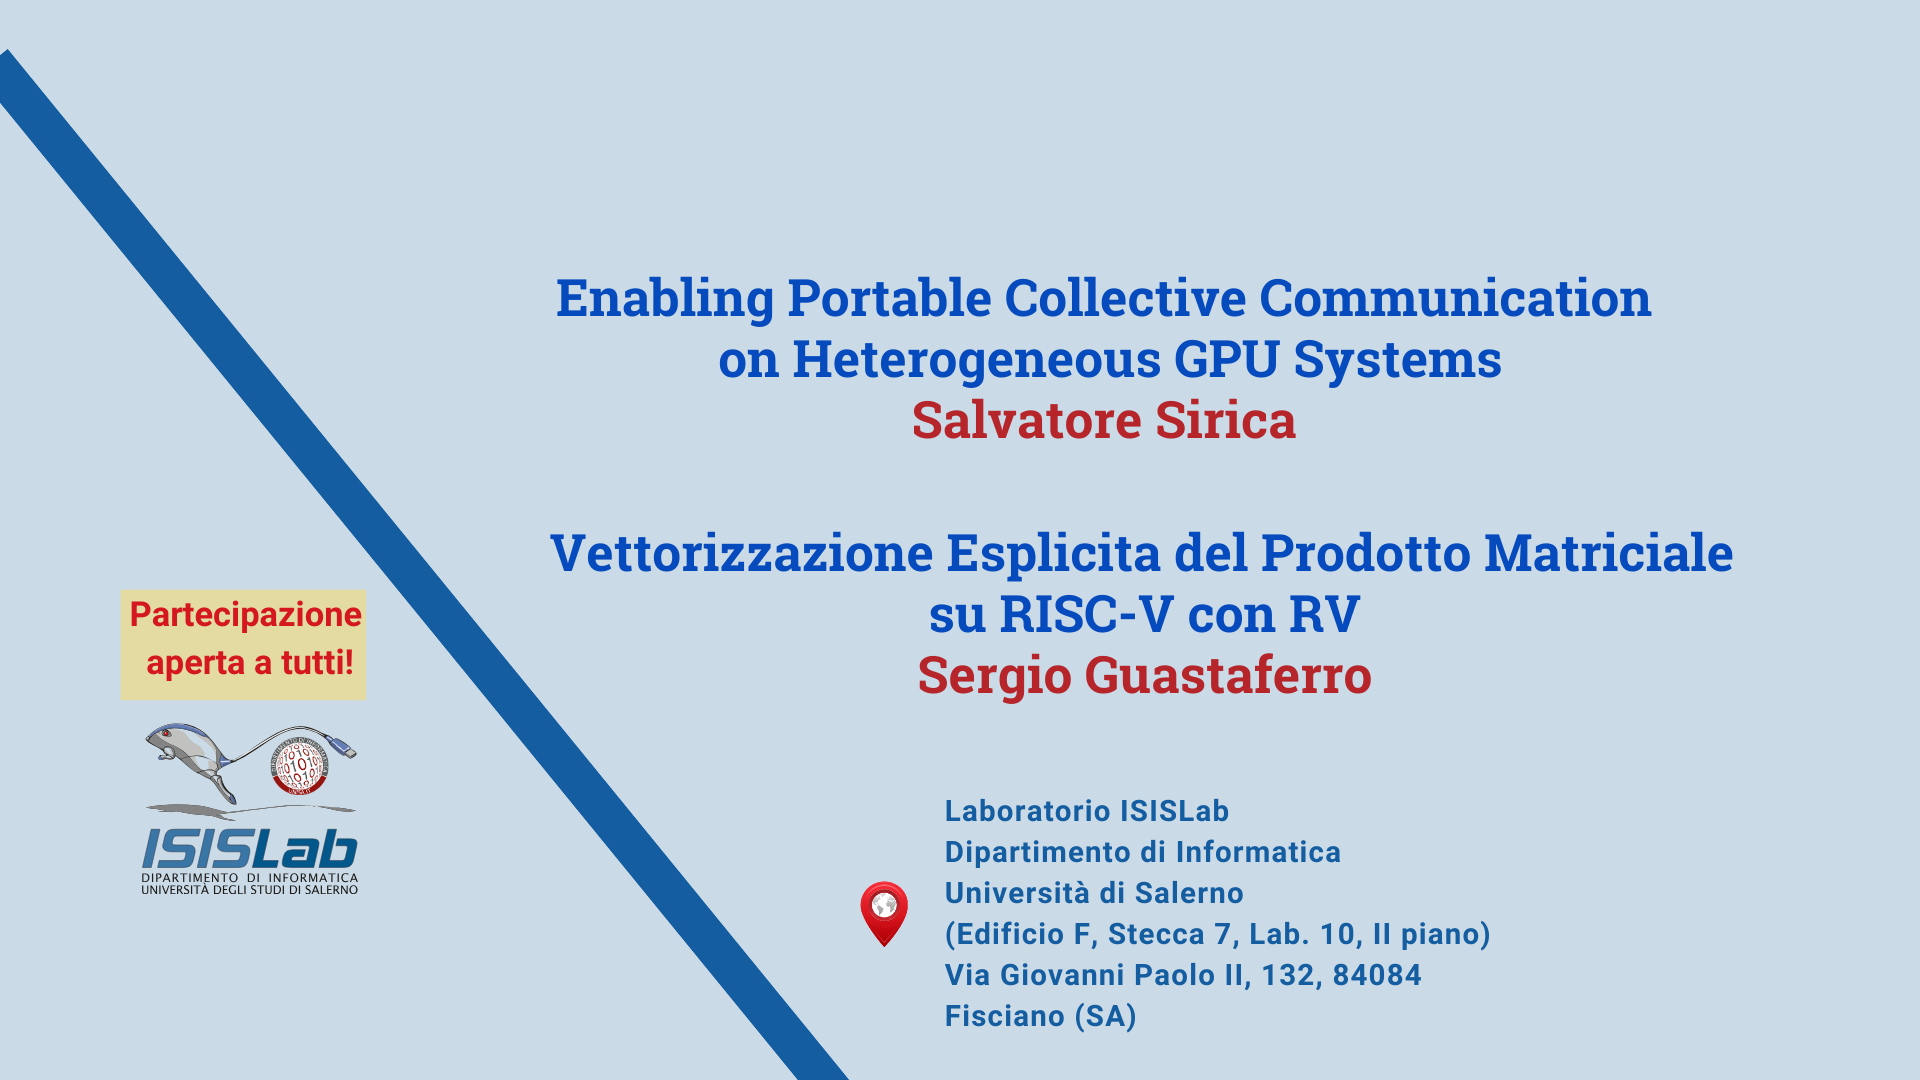 Enabling Portable Collective Communication
on Heterogeneous GPU Systems
Salvatore Sirica
Vettorizzazione Esplicita del Prodotto Matriciale
su RISC-V con RV
Sergio Guastaferro
Partecipazione
aperta a tutti!
ISISLab
DIPARTIMENTO DI INFORMATICA
UNIVERSITÀ DEGLI STUDI DI SALERNO
Laboratorio ISISLab
Dipartimento di Informatica
Università di Salerno
(Edificio F, Stecca 7, Lab. 10, II piano)
Via Giovanni Paolo II, 132, 84084
Fisciano (SA)